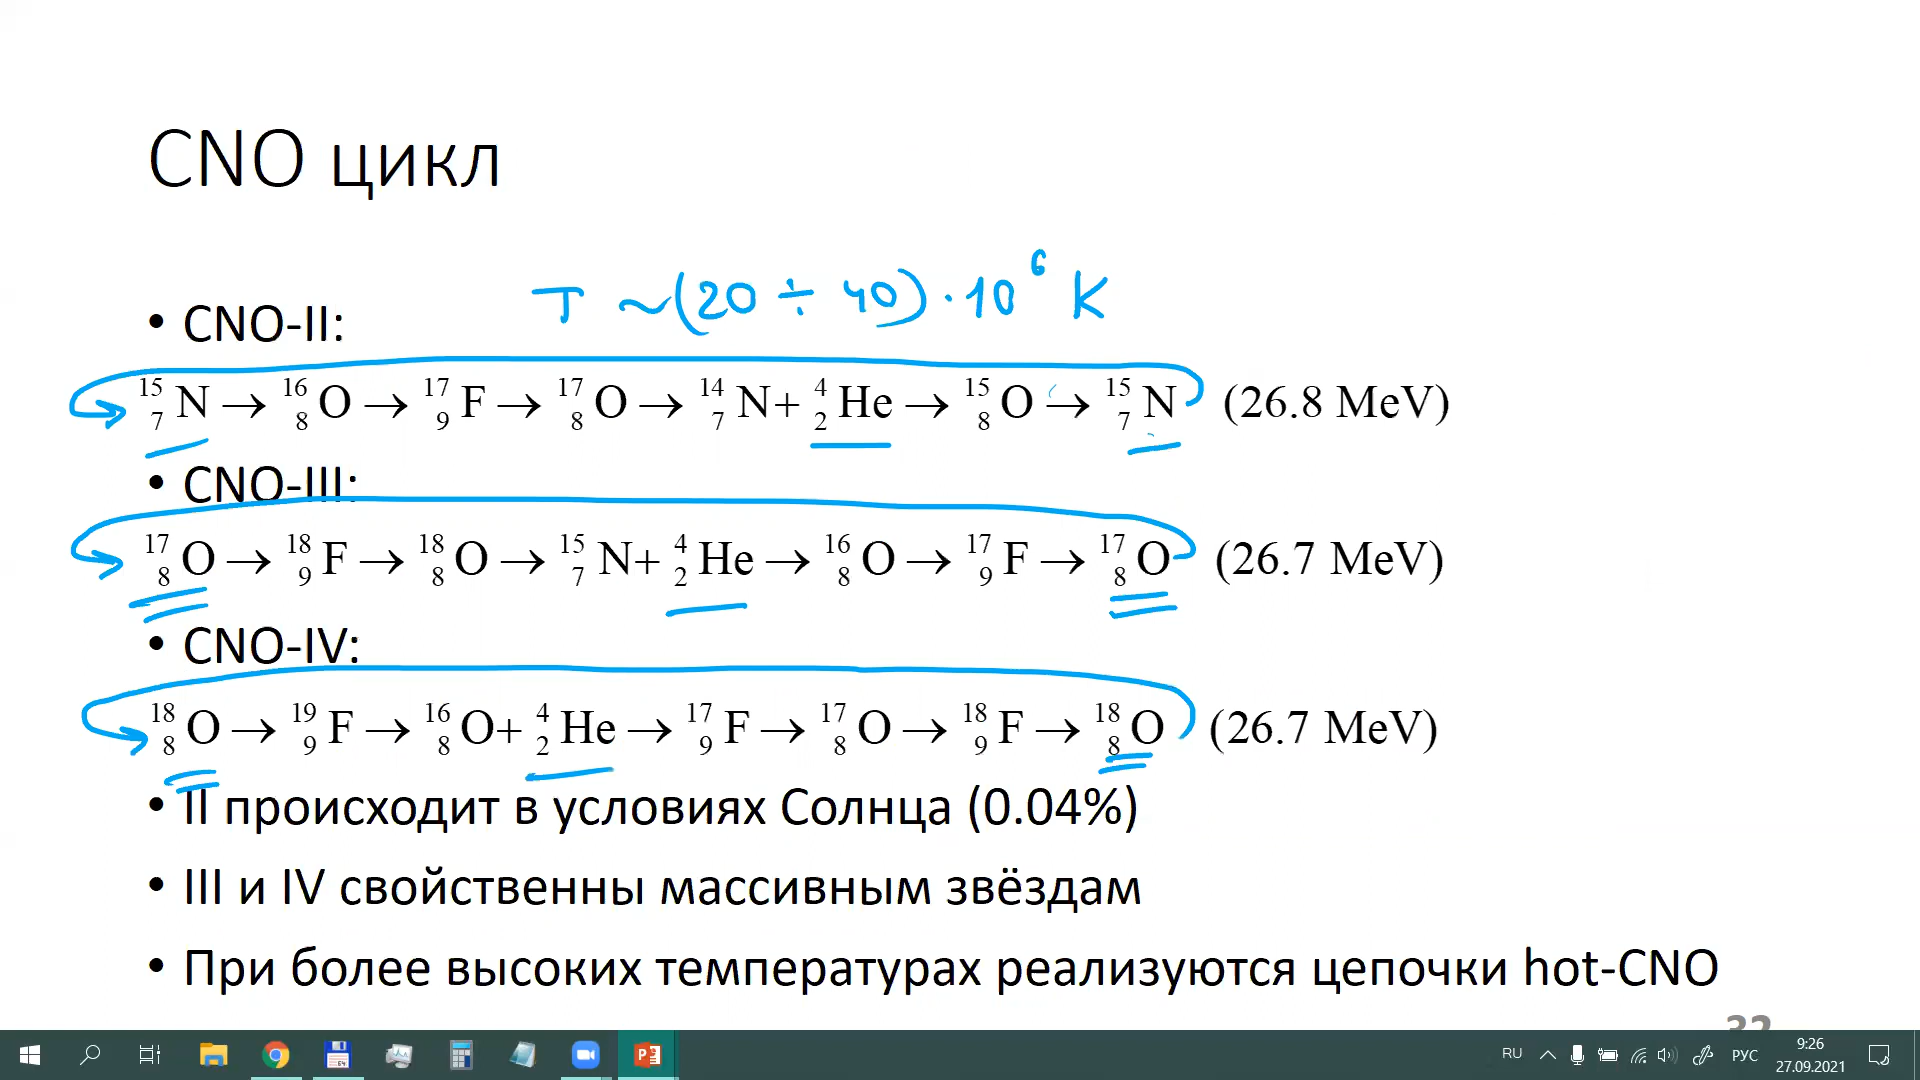 CNO цикл
T ~(20 ÷ 40)·10⁶ K
• CNO-II:
¹⁵₇N → ¹⁶₈O → ¹⁷₉F → ¹⁷₈O → ¹⁴₇N+ ⁴₂He → ¹⁵₈O → ¹⁵₇N (26.8 MeV)
• CNO-III:
¹⁷₈O → ¹⁸₉F → ¹⁸₈O → ¹⁵₇N+ ⁴₂He → ¹⁶₈O → ¹⁷₉F → ¹⁷₈O (26.7 MeV)
• CNO-IV:
¹⁸₈O → ¹⁹₉F → ¹⁶₈O+ ⁴₂He → ¹⁷₉F → ¹⁷₈O → ¹⁸₉F → ¹⁸₈O (26.7 MeV)
• II происходит в условиях Солнца (0.04%)
• III и IV свойственны массивным звёздам
• При более высоких температурах реализуются цепочки hot-CNO
32
RU РУС 9:26
27.09.2021